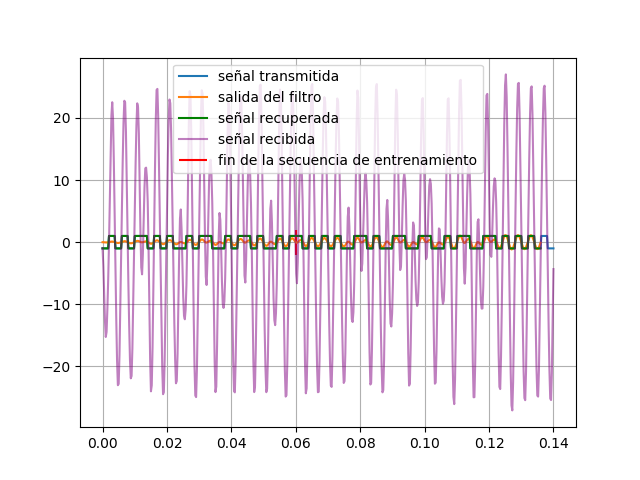 señal transmitida
salida del filtro
señal recuperada
señal recibida
fin de la secuencia de entrenamiento
20
10
0
−10
−20
0.00 0.02 0.04 0.06 0.08 0.10 0.12 0.14